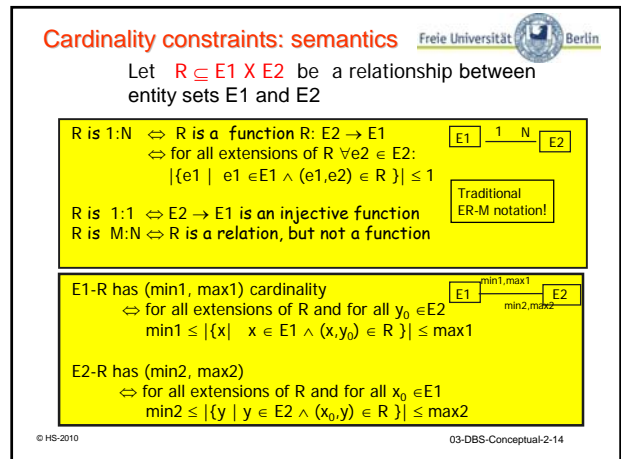 Cardinality constraints: semantics
Freie Universität Berlin
Let R ⊆ E1 X E2 be a relationship between
entity sets E1 and E2
R is 1:N ⇔ R is a function R: E2 → E1
⇔ for all extensions of R ∀e2 ∈ E2:
|{e1 | e1 ∈E1 ∧ (e1,e2) ∈ R }| ≤ 1
E1 1 N E2
Traditional
ER-M notation!
R is 1:1 ⇔ E2 → E1 is an injective function
R is M:N ⇔ R is a relation, but not a function
E1-R has (min1, max1) cardinality
⇔ for all extensions of R and for all y0 ∈E2
min1 ≤ |{x| x ∈ E1 ∧ (x,y0) ∈ R }| ≤ max1
min1,max1
E1 E2
min2,max2
E2-R has (min2, max2)
⇔ for all extensions of R and for all x0 ∈E1
min2 ≤ |{y | y ∈ E2 ∧ (x0,y) ∈ R }| ≤ max2
© HS-2010
03-DBS-Conceptual-2-14